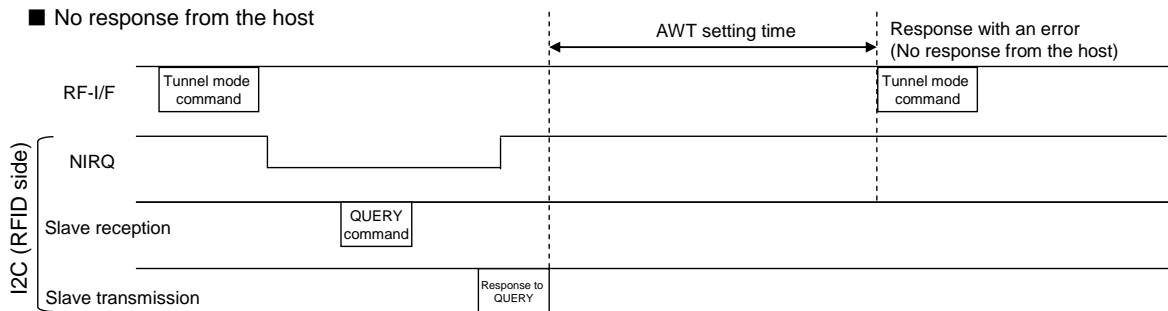 ■ No response from the host
AWT setting time
Response with an error
(No response from the host)
RF-I/F
Tunnel mode
command
Tunnel mode
command
I2C (RFID side)
NIRQ
Slave reception
QUERY
command
Slave transmission
Response to
QUERY